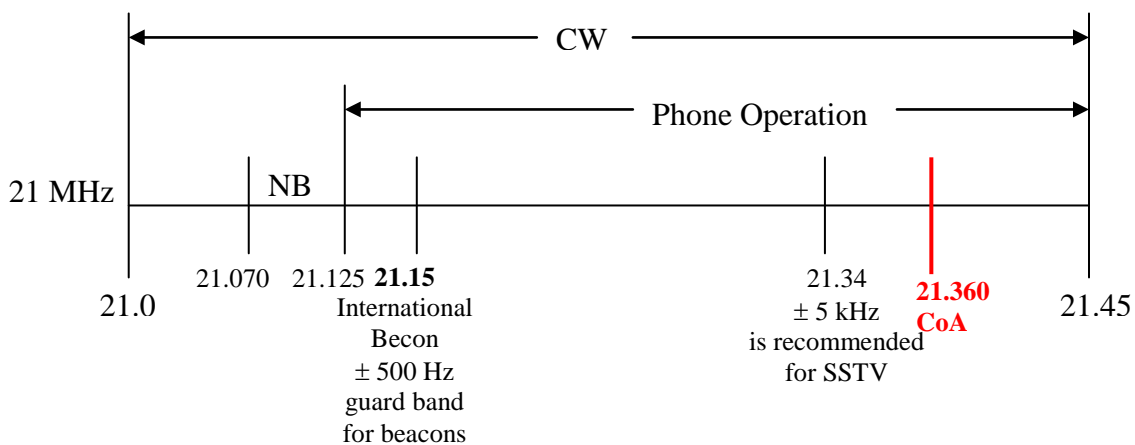 CW
Phone Operation
21 MHz
NB
21.0
21.070
21.125
21.15
International
Becon
± 500 Hz
guard band
for beacons
21.34
± 5 kHz
is recommended
for SSTV
21.360
CoA
21.45